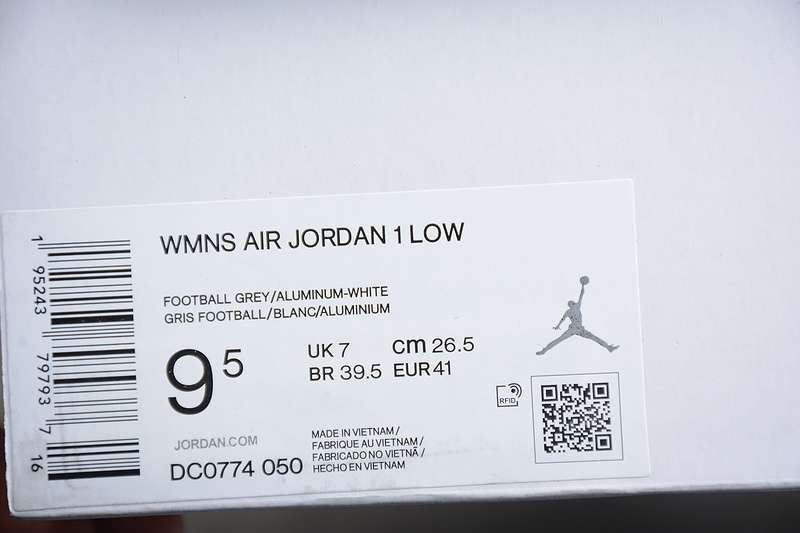 WMNS AIR JORDAN 1 LOW
FOOTBALL GREY/ALUMINUM-WHITE
GRIS FOOTBALL/BLANC/ALUMINIUM
9 5
UK 7 cm 26.5
BR 39.5 EUR 41
RFID
JORDAN.COM
DC0774 050
MADE IN VIETNAM /
FABRIQUE AU VIETNAM /
FABRICADO NO VIETNÃ /
HECHO EN VIETNAM
1 95243 79793 7 16